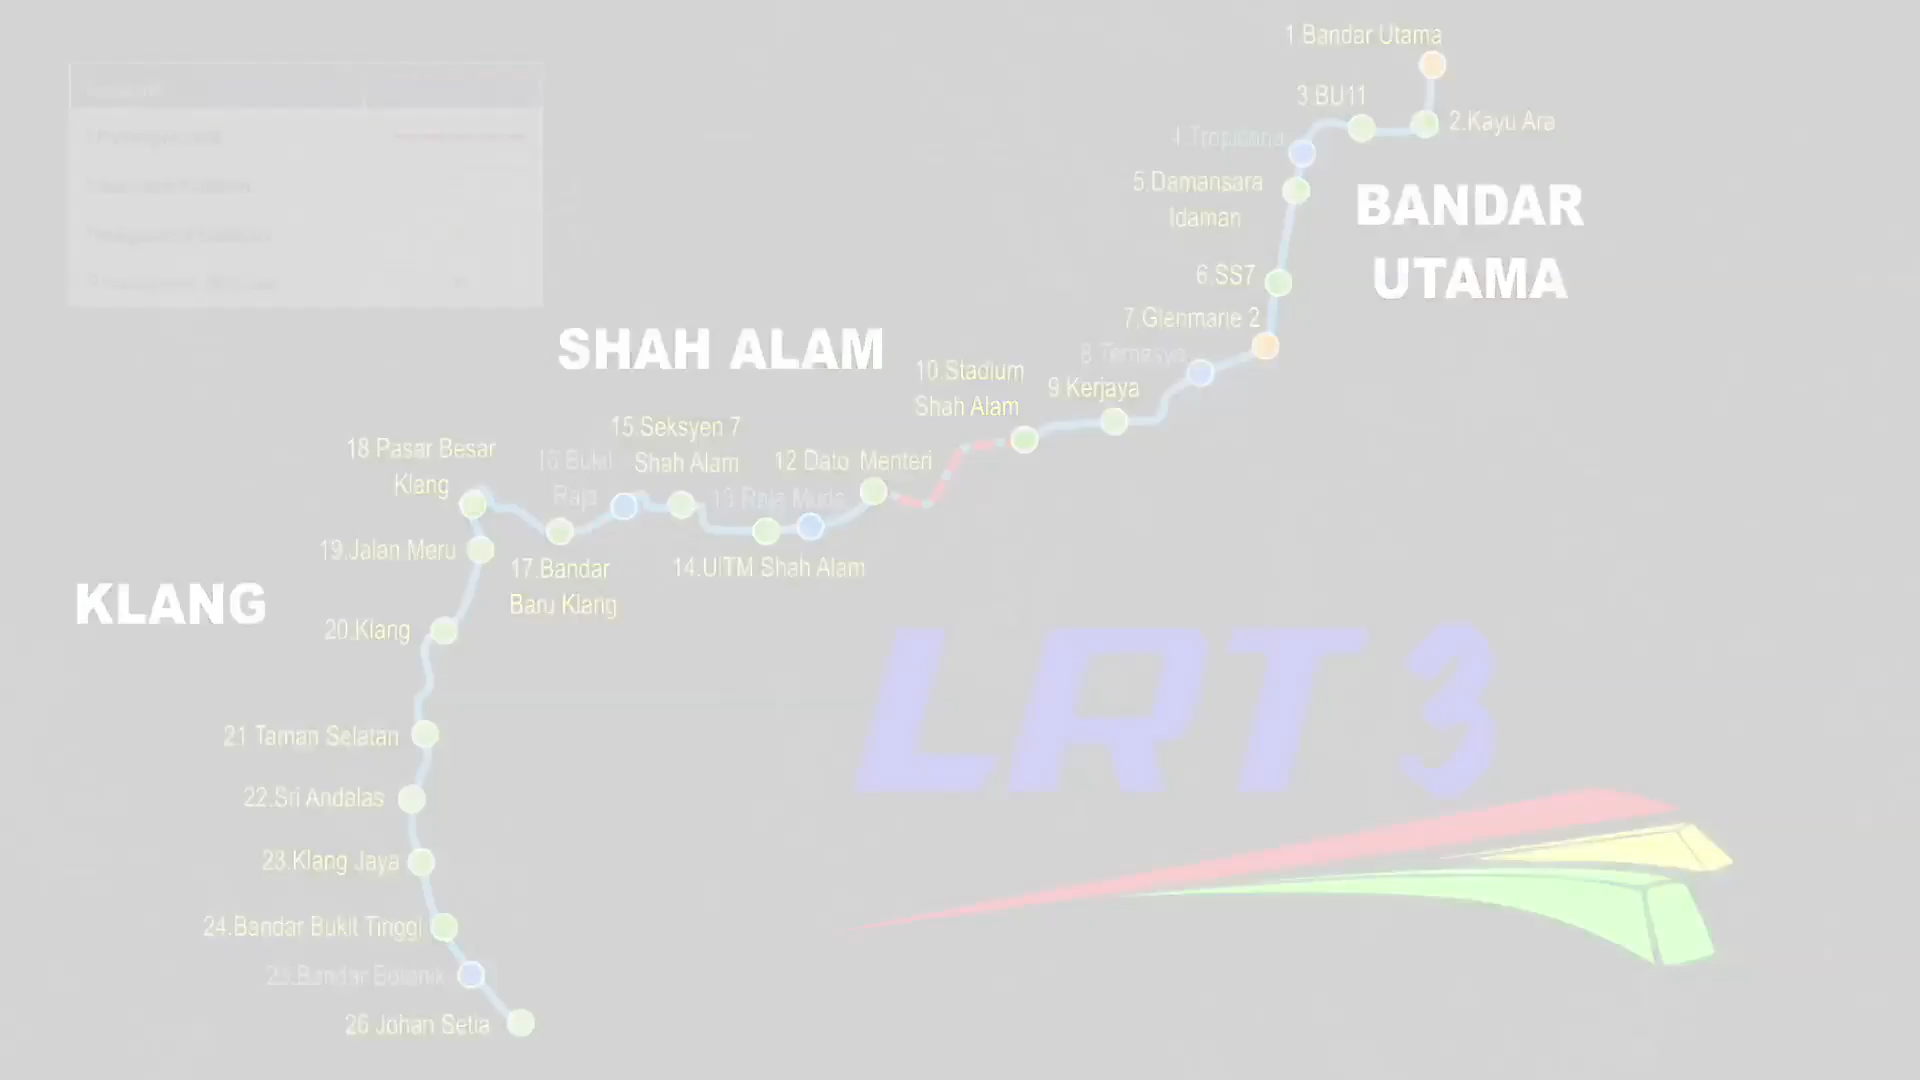 1.Bandar Utama
3.BU11
2.Kayu Ara
4.Tropicana
5.Damansara
Idaman
BANDAR
UTAMA
6.SS7
7.Glenmarie 2
SHAH ALAM
8.Temasya
10.Stadium
Shah Alam
9.Kerjaya
15.Seksyen 7
Shah Alam
18.Pasar Besar
Klang
16.Bukit
Raja
12.Dato Menteri
13.Raja Muda
19.Jalan Meru
17.Bandar
Baru Klang
14.UITM Shah Alam
KLANG
20.Klang
LRT 3
21.Taman Selatan
22.Sri Andalas
23.Klang Jaya
24.Bandar Bukit Tinggi
25.Bandar Botanik
26.Johan Setia